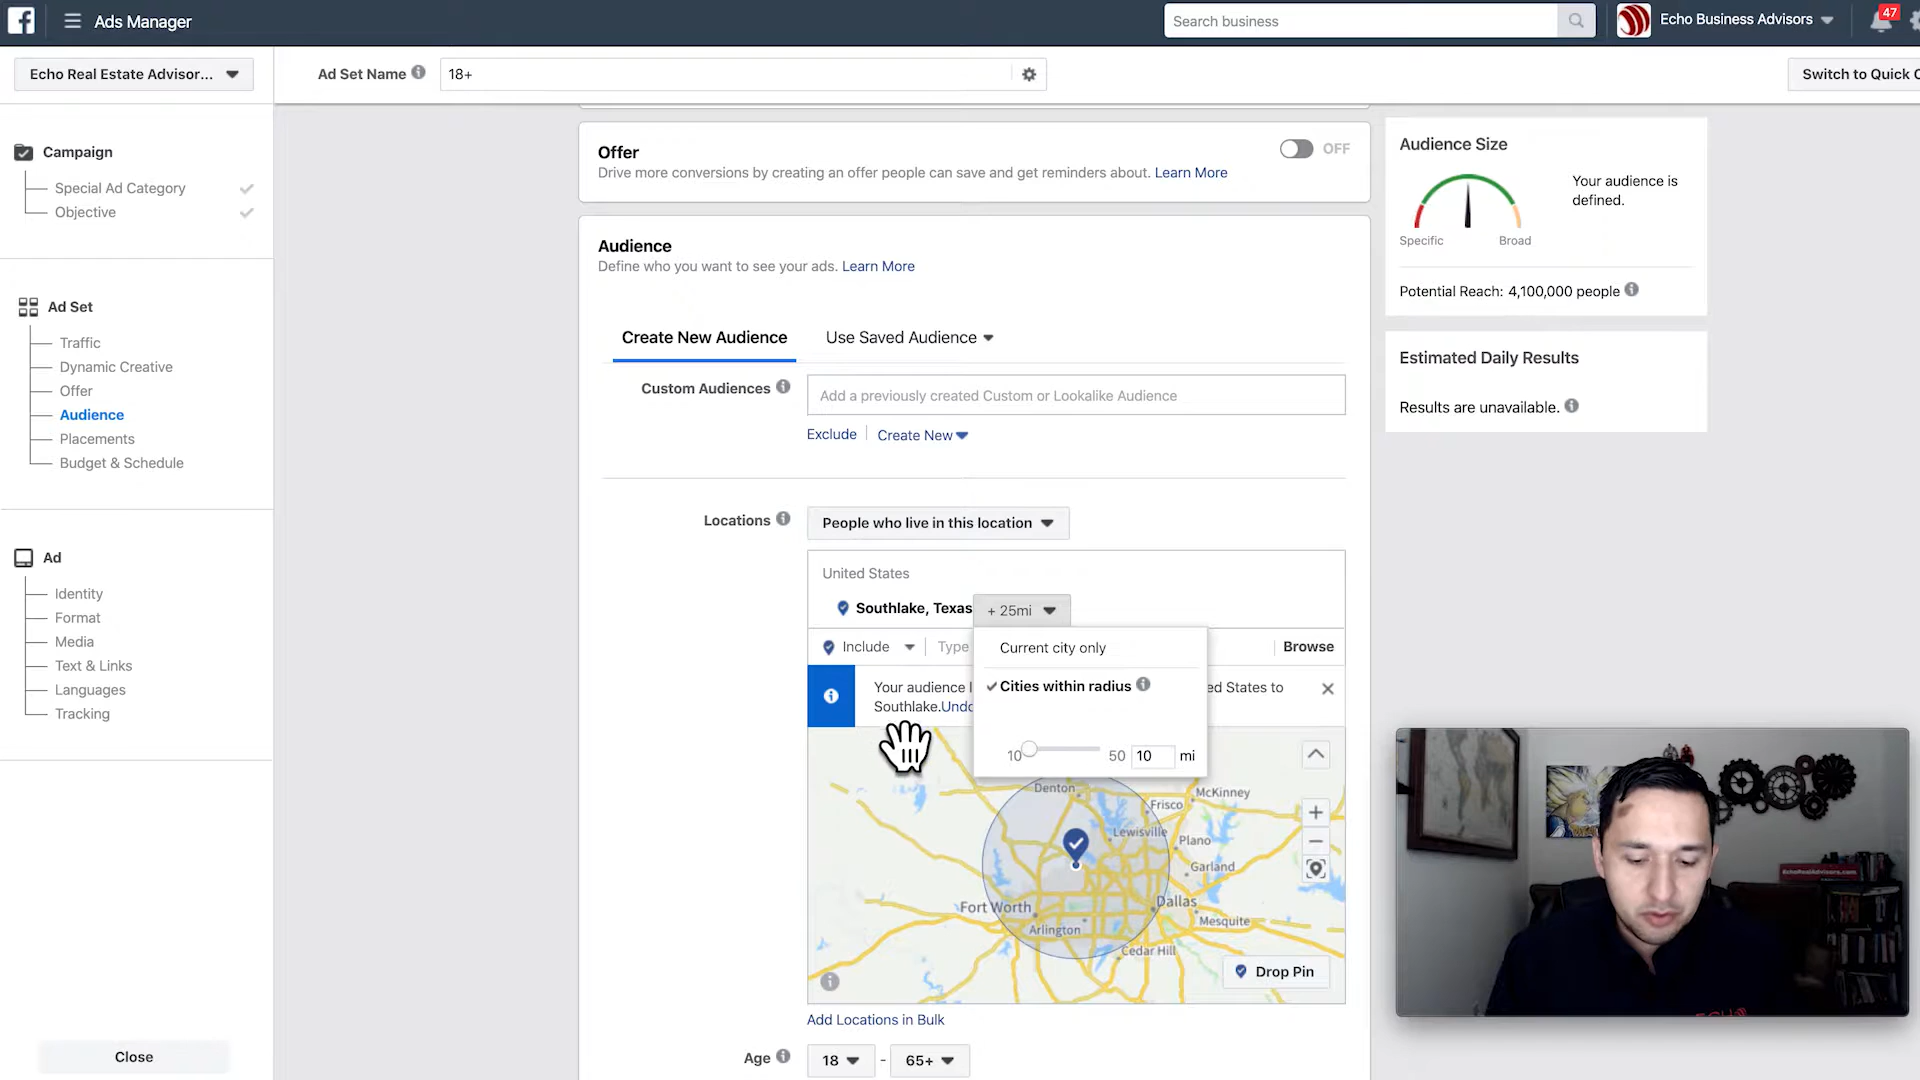 Ads Manager
Search business
Echo Business Advisors
47
Echo Real Estate Advisor...
Ad Set Name
18+
Switch to Quick C
Campaign
Special Ad Category
Objective
Ad Set
Traffic
Dynamic Creative
Offer
Audience
Placements
Budget & Schedule
Ad
Identity
Format
Media
Text & Links
Languages
Tracking
Close
Offer
Drive more conversions by creating an offer people can save and get reminders about. Learn More
OFF
Audience
Define who you want to see your ads. Learn More
Create New Audience
Use Saved Audience
Custom Audiences
Add a previously created Custom or Lookalike Audience
Exclude
Create New
Locations
People who live in this location
United States
Southlake, Texas
+ 25mi
Include
Type
Browse
Current city only
Cities within radius
10
50
10
mi
Your audience l
ed States to
Southlake.Undo
Denton
Frisco
McKinney
Lewisville
Plano
Garland
Fort Worth
Dallas
Arlington
Mesquite
Cedar Hill
Drop Pin
Add Locations in Bulk
Age
18
-
65+
Audience Size
Your audience is
defined.
Specific
Broad
Potential Reach: 4,100,000 people
Estimated Daily Results
Results are unavailable.
EchoRealAdvisors.com